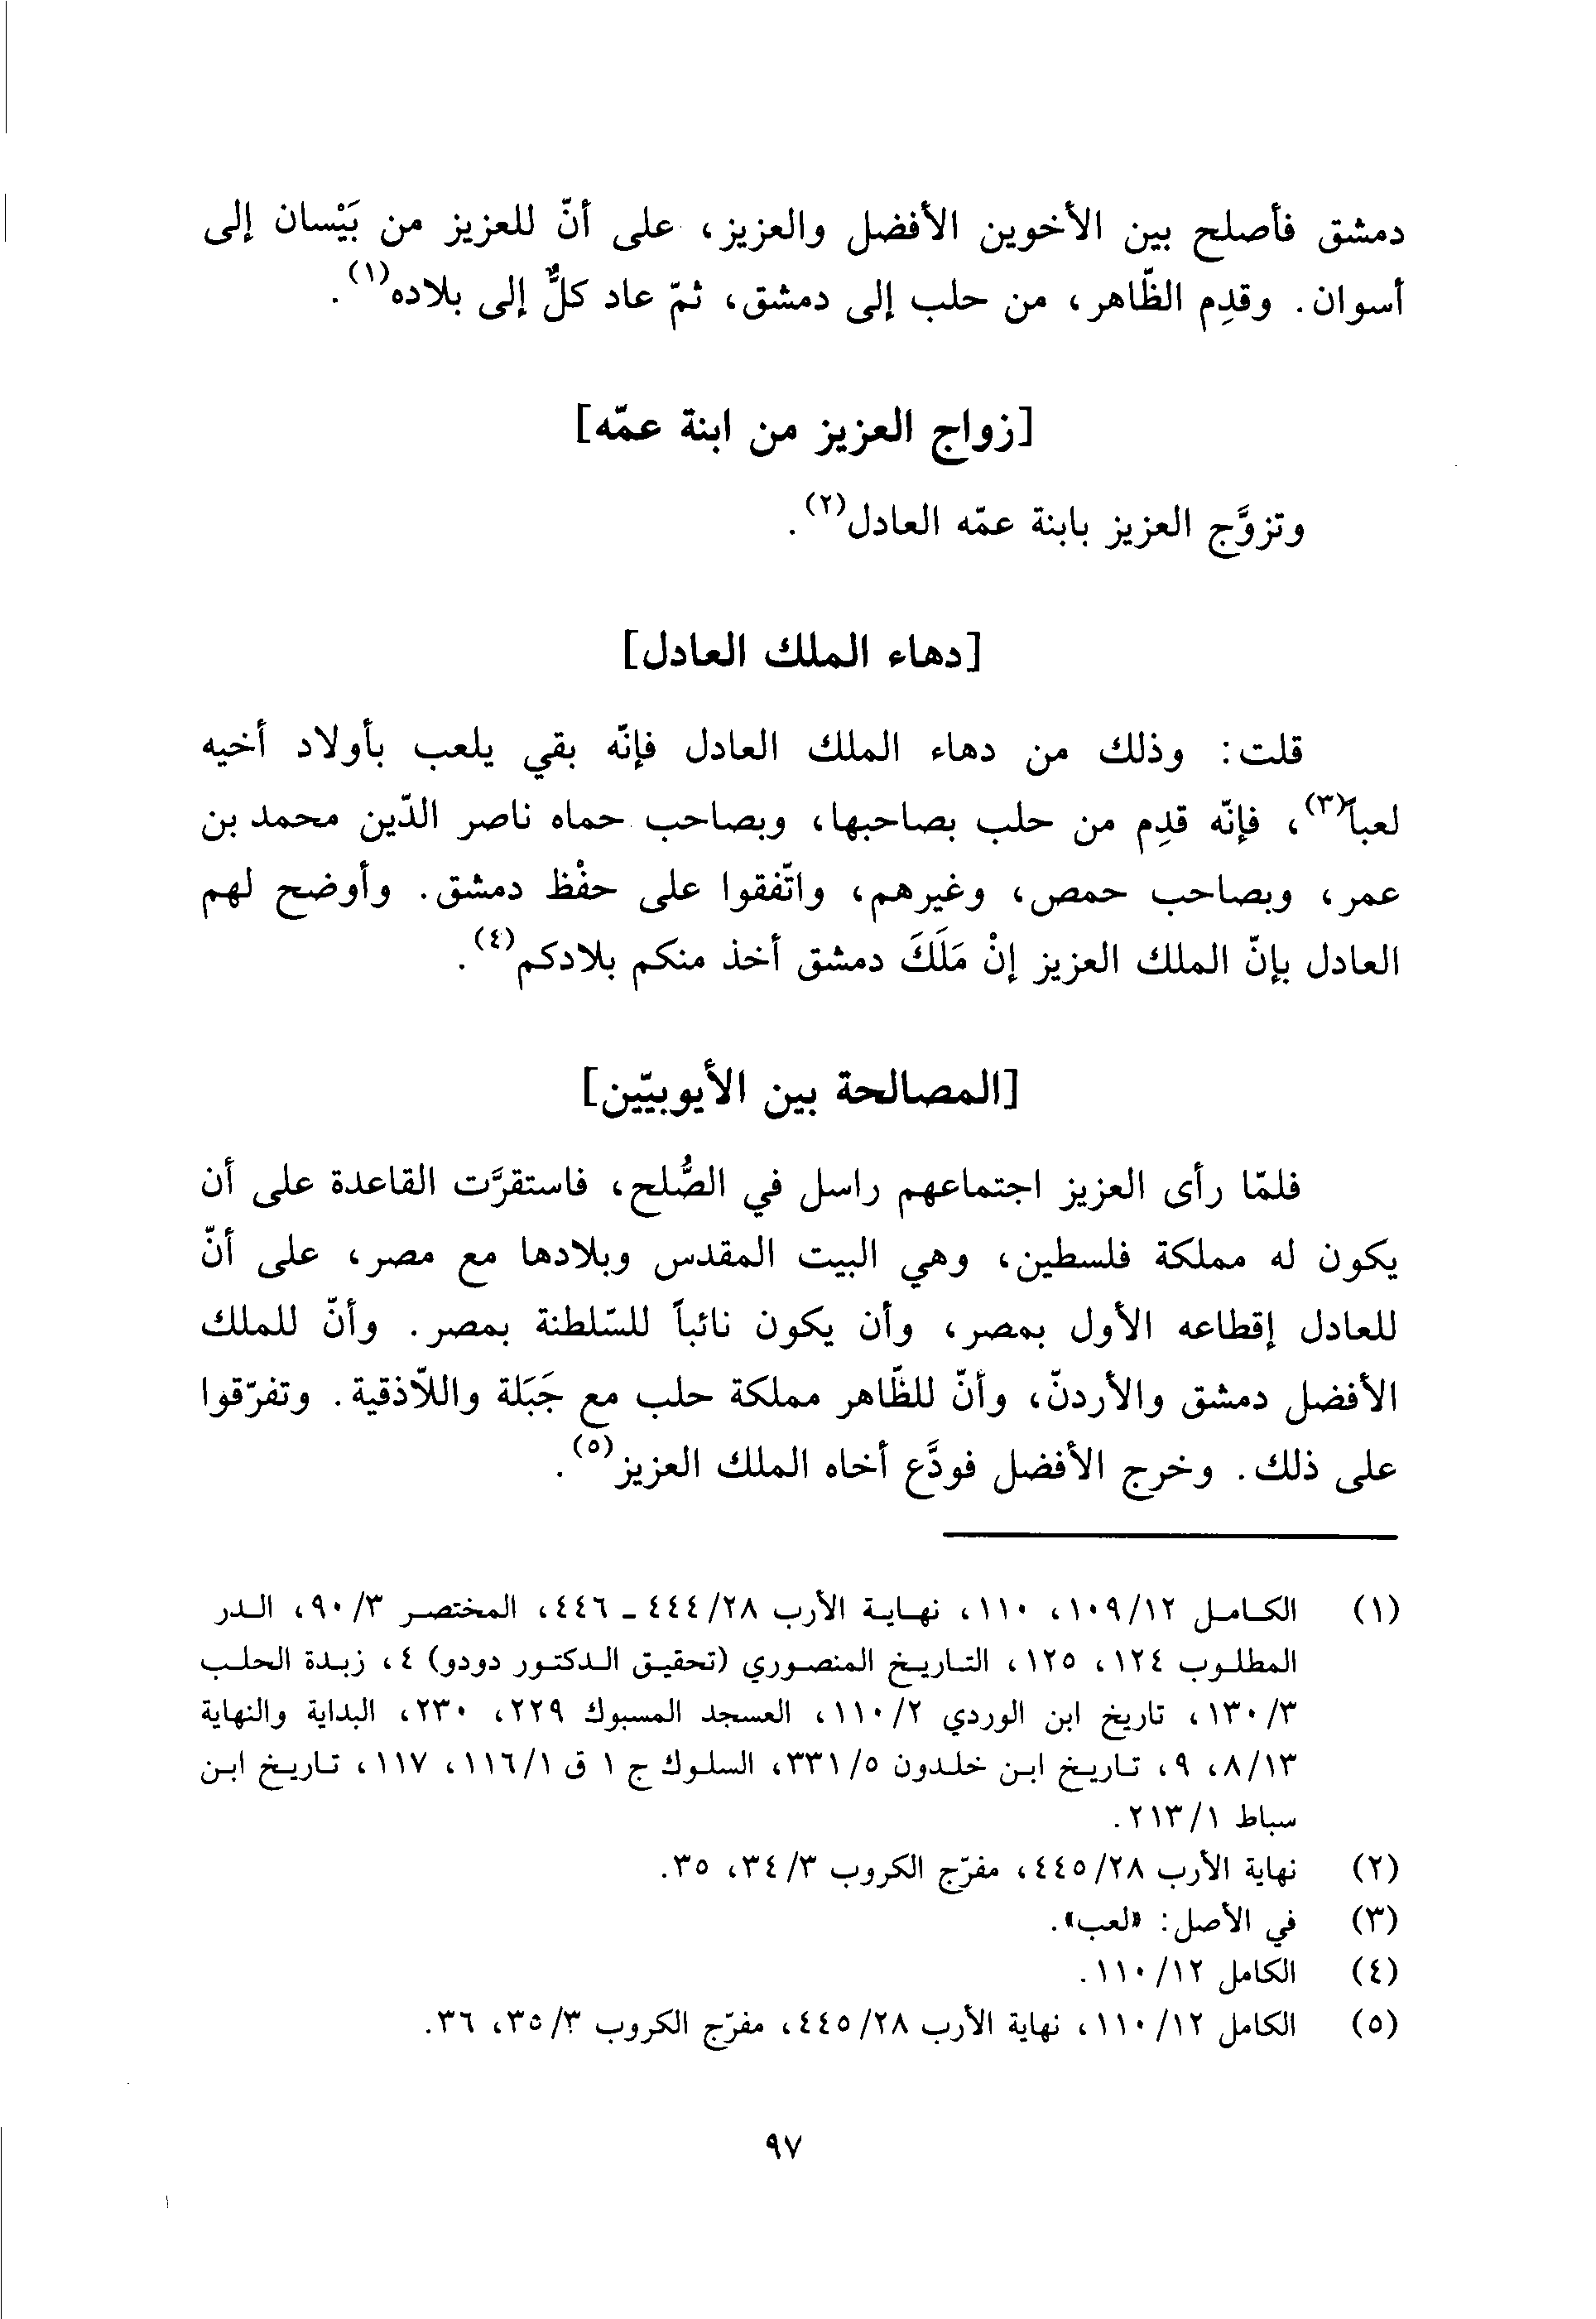 دمشق فأصلح بين الأخوين الأفضل والعزيز، على أنّ للعزيز من بَيْسان إلى
أسوان. وقدِم الظّاهر، من حلب إلى دمشق، ثمّ عاد كلٌّ إلى بلاده(١).
[زواج العزيز من ابنة عمّه]
وتزوَّج العزيز بابنة عمّه العادل(٢).
[دهاء الملك العادل]
قلت: وذلك من دهاء الملك العادل فإنّه بقي يلعب بأولاد أخيه
لعباً(٣)، فإنّه قدِم من حلب بصاحبها، وبصاحب حماه ناصر الدّين محمد بن
عمر، وبصاحب حمص، وغيرهم، واتّفقوا على حفْظ دمشق. وأوضح لهم
العادل بإنّ الملك العزيز إنْ مَلَكَ دمشق أخذ منكم بلادكم(٤).
[المصالحة بين الأيوبيّين]
فلمّا رأى العزيز اجتماعهم راسل في الصُّلح، فاستقرَّت القاعدة على أن
يكون له مملكة فلسطين، وهي البيت المقدس وبلادها مع مصر، على أنّ
للعادل إقطاعه الأول بمصر، وأن يكون نائباً للسّلطنة بمصر. وأنّ للملك
الأفضل دمشق والأردنّ، وأنّ للظّاهر مملكة حلب مع جَبَلة واللاّذقية. وتفرّقوا
على ذلك. وخرج الأفضل فودَّع أخاه الملك العزيز(٥).
(١) الكامل ١٠٩/١٢، ١١٠، نهاية الأرب ٤٤٤/٢٨ - ٤٤٦، المختصر ٩٠/٣، الدر
المطلوب ١٢٤، ١٢٥، التاريخ المنصوري (تحقيق الدكتور دودو) ٤، زبدة الحلب
١٣٠/٣، تاريخ ابن الوردي ١١٠/٢، العسجد المسبوك ٢٢٩، ٢٣٠، البداية والنهاية
٨/١٣، ٩، تاريخ ابن خلدون ٣٣١/٥، السلوك ج ١ ق ١١٦/١، ١١٧، تاريخ ابن
سباط ٢١٣/١.
(٢) نهاية الأرب ٤٤٥/٢٨، مفرّج الكروب ٣٤/٣، ٣٥.
(٣) في الأصل: «لعب».
(٤) الكامل ١١٠/١٢.
(٥) الكامل ١١٠/١٢، نهاية الأرب ٤٤٥/٢٨، مفرّج الكروب ٣٥/٣، ٣٦.
٩٧